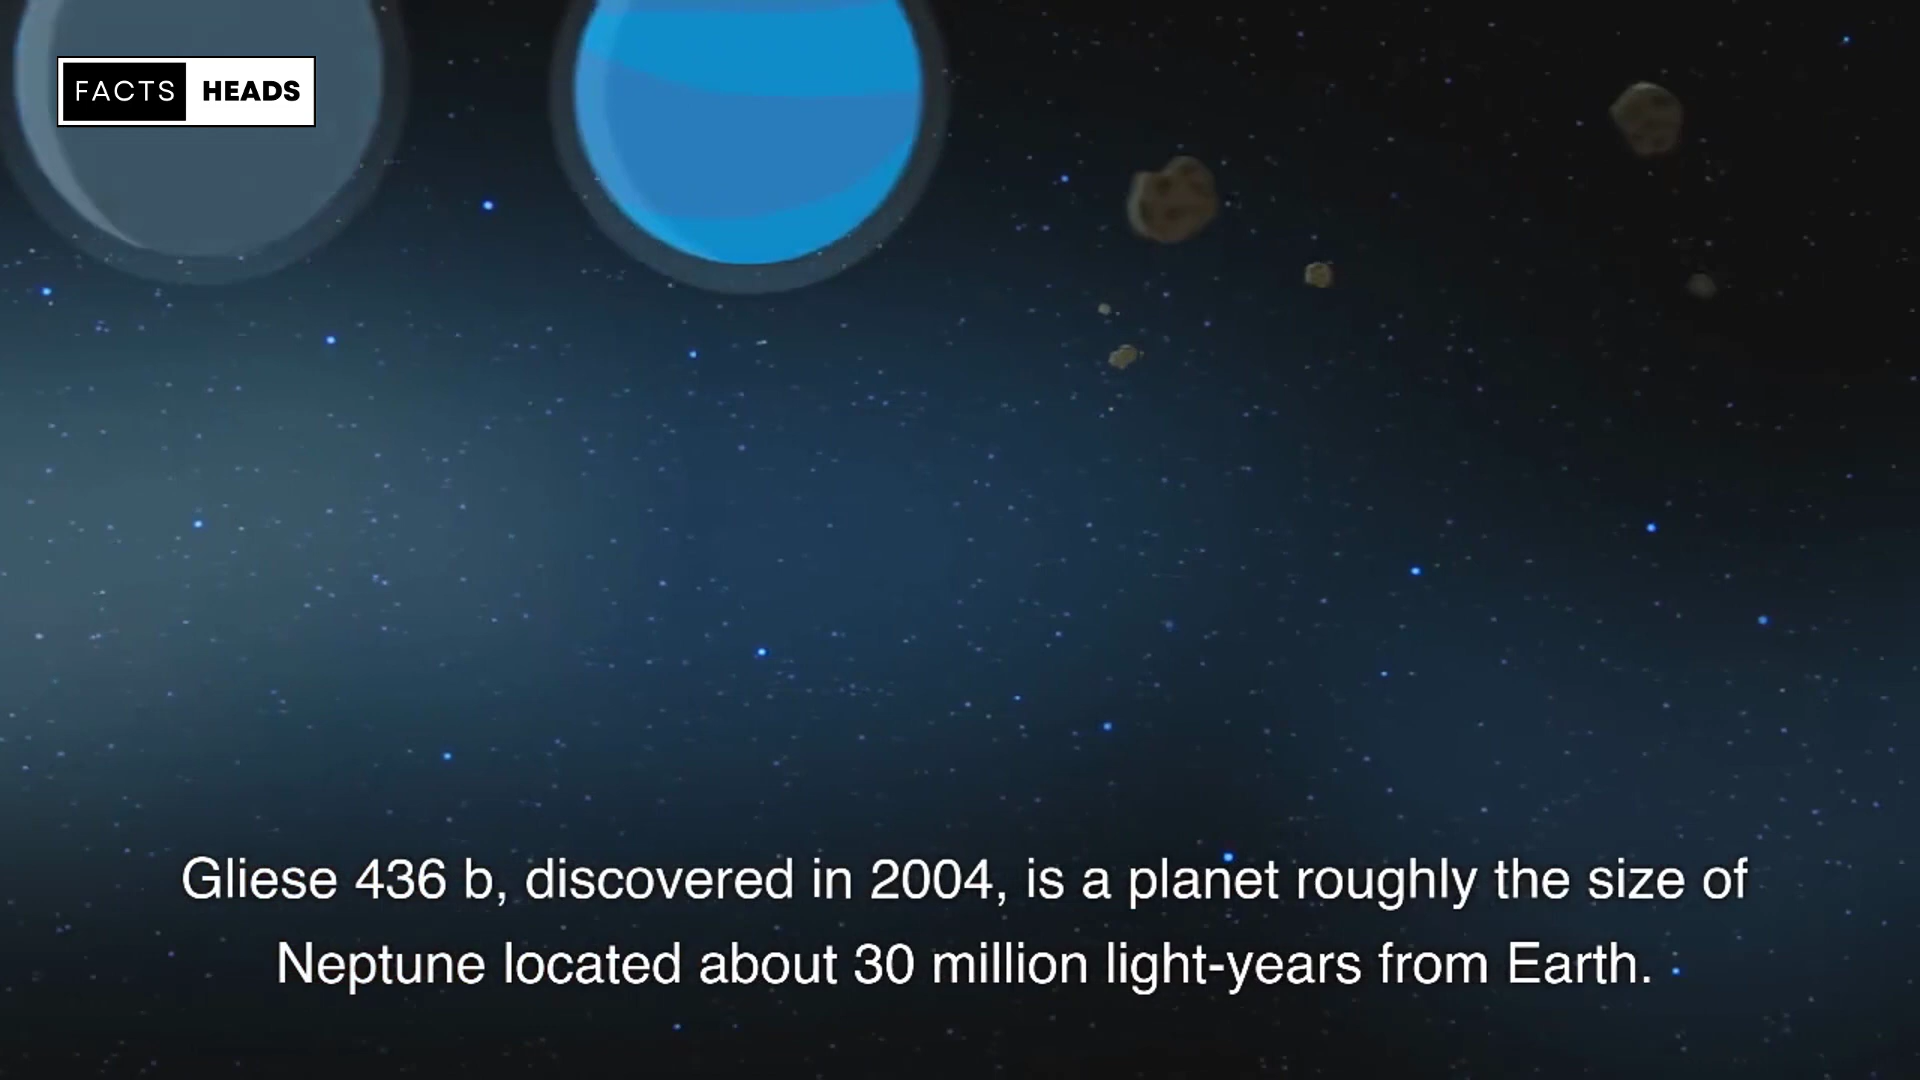 FACTS HEADS
Gliese 436 b, discovered in 2004, is a planet roughly the size of
Neptune located about 30 million light-years from Earth.